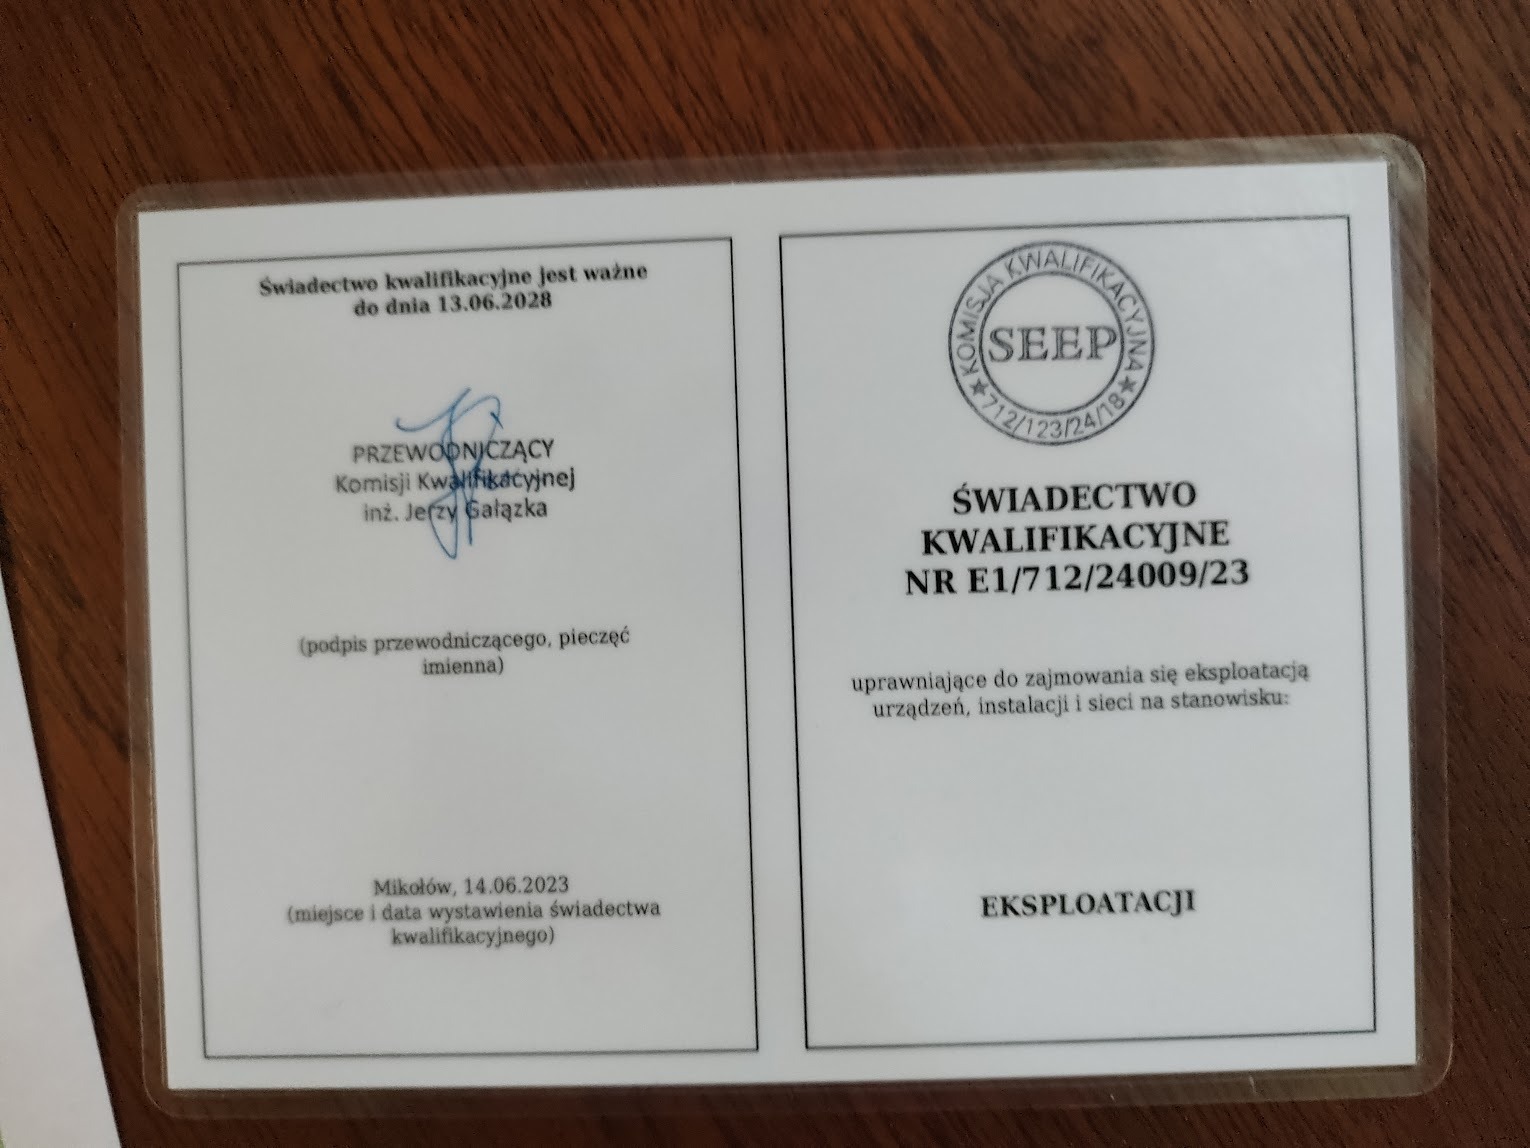 Świadectwo kwalifikacyjne jest ważne
do dnia 13.06.2028
PRZEWODNICZĄCY
Komisji Kwalifikacyjnej
inż. Jerzy Gałązka
(podpis przewodniczącego, pieczęć
imienna)
Mikołów, 14.06.2023
(miejsce i data wystawienia świadectwa
kwalifikacyjnego)
KOMISJA KWALIFIKACYJNA
SEEP
★ 712/123/24/18 ★
ŚWIADECTWO
KWALIFIKACYJNE
NR E1/712/24009/23
uprawniające do zajmowania się eksploatacją
urządzeń, instalacji i sieci na stanowisku:
EKSPLOATACJI